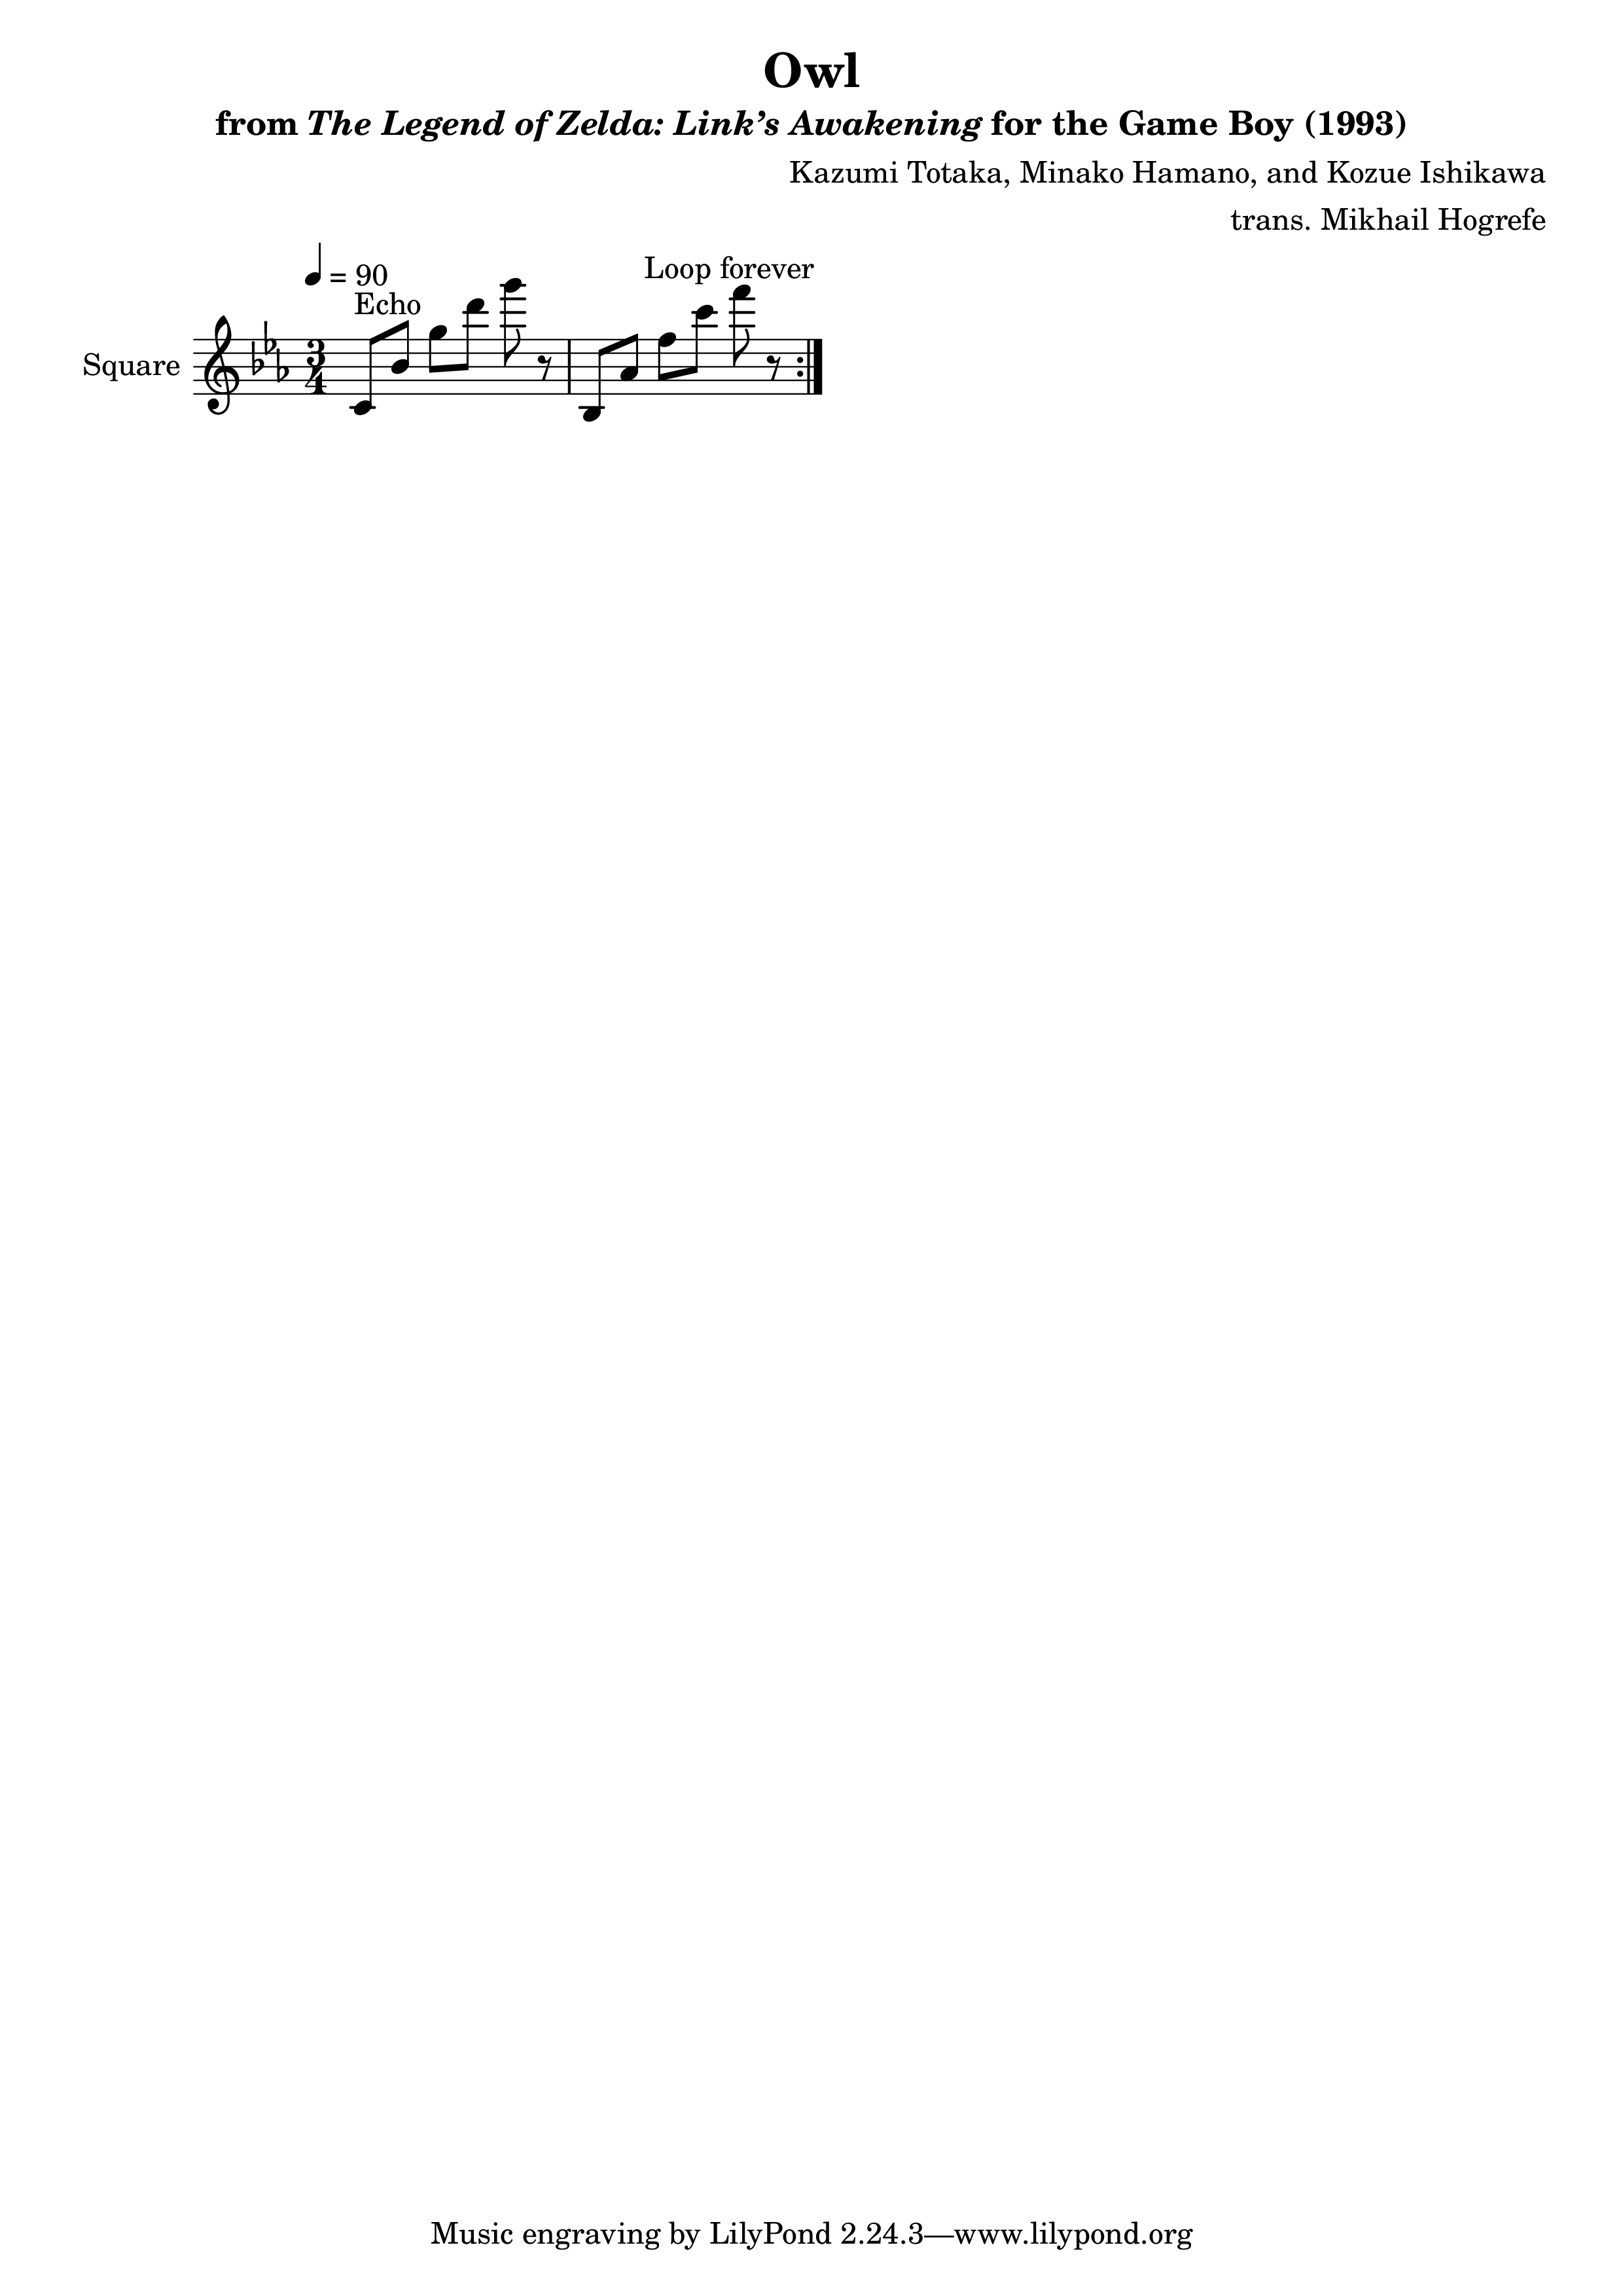 Owl
from The Legend of Zelda: Link’s Awakening for the Game Boy (1993)
Kazumi Totaka, Minako Hamano, and Kozue Ishikawa
trans. Mikhail Hogrefe
= 90
Echo
Loop forever
Square
3
4
Music engraving by LilyPond 2.24.3—www.lilypond.org